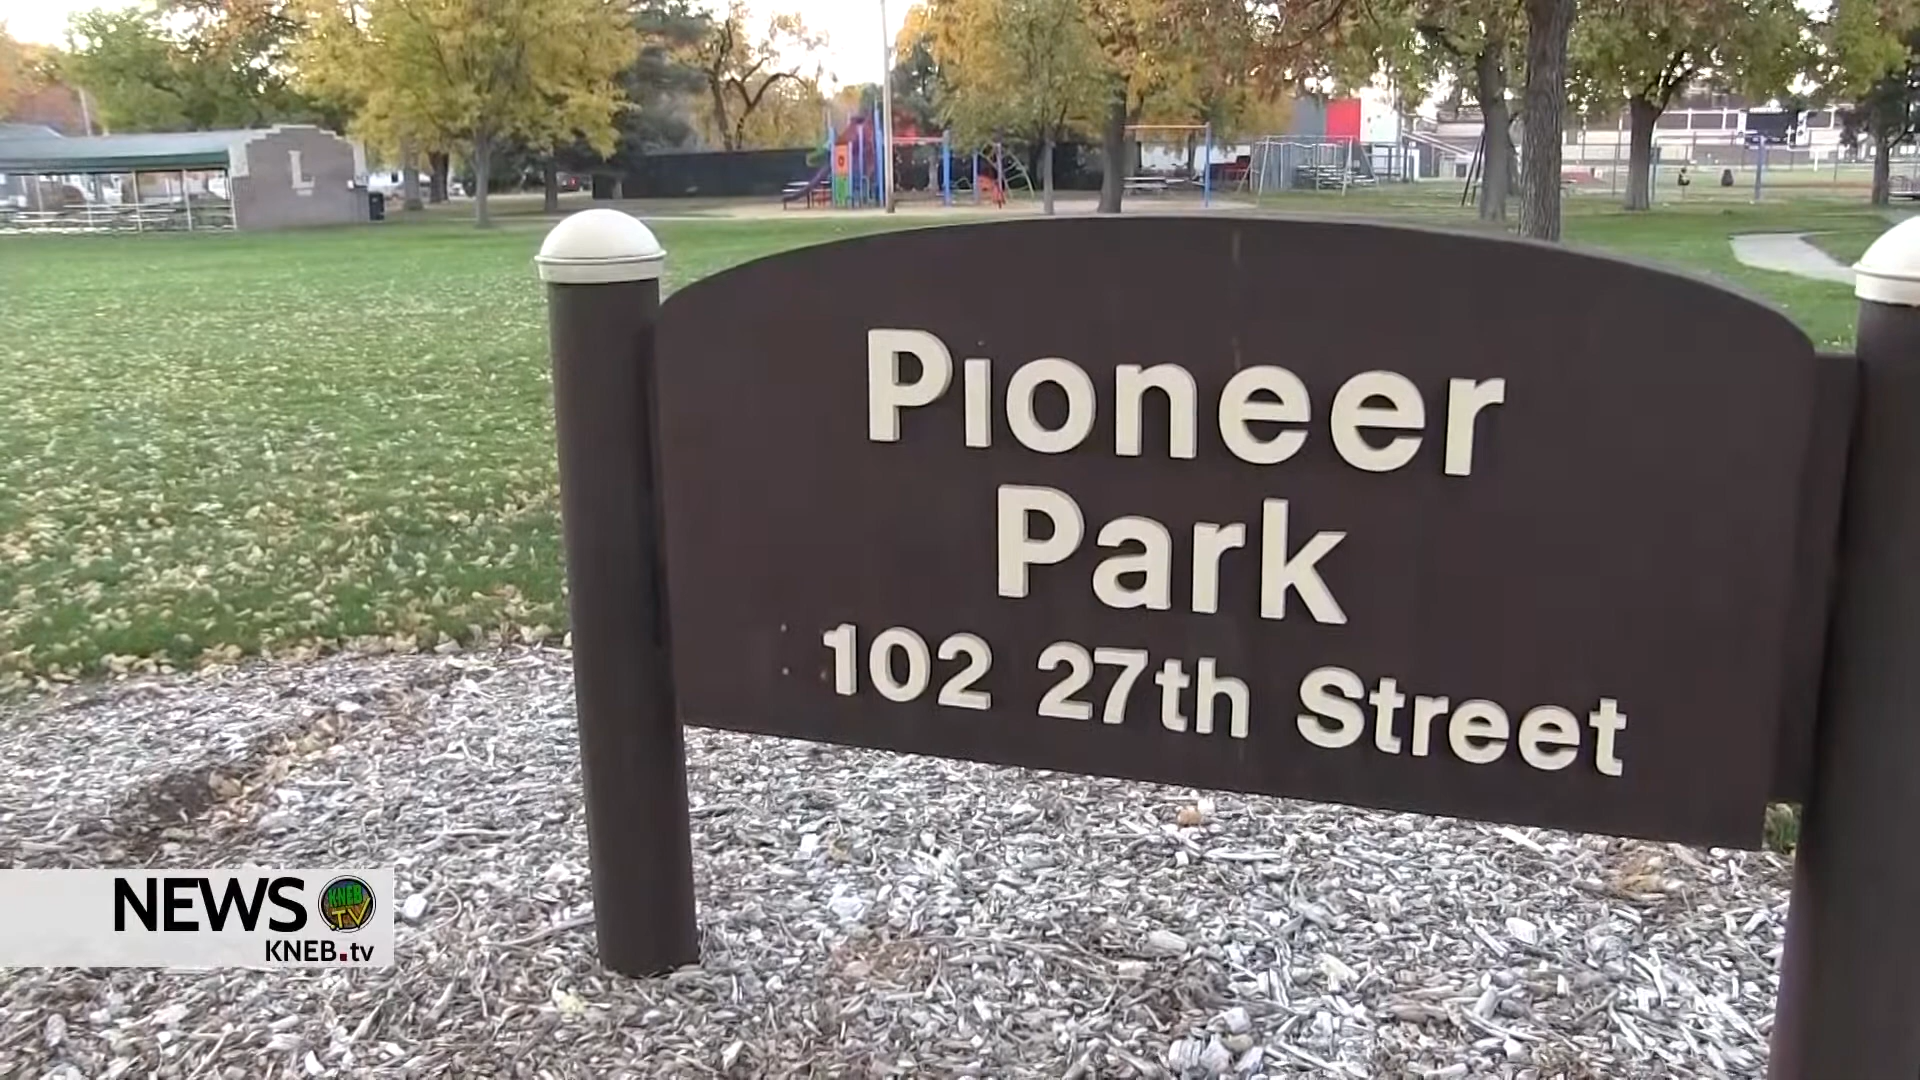 L
Pioneer
Park
102 27th Street
NEWS KNEB TV
KNEB.tv